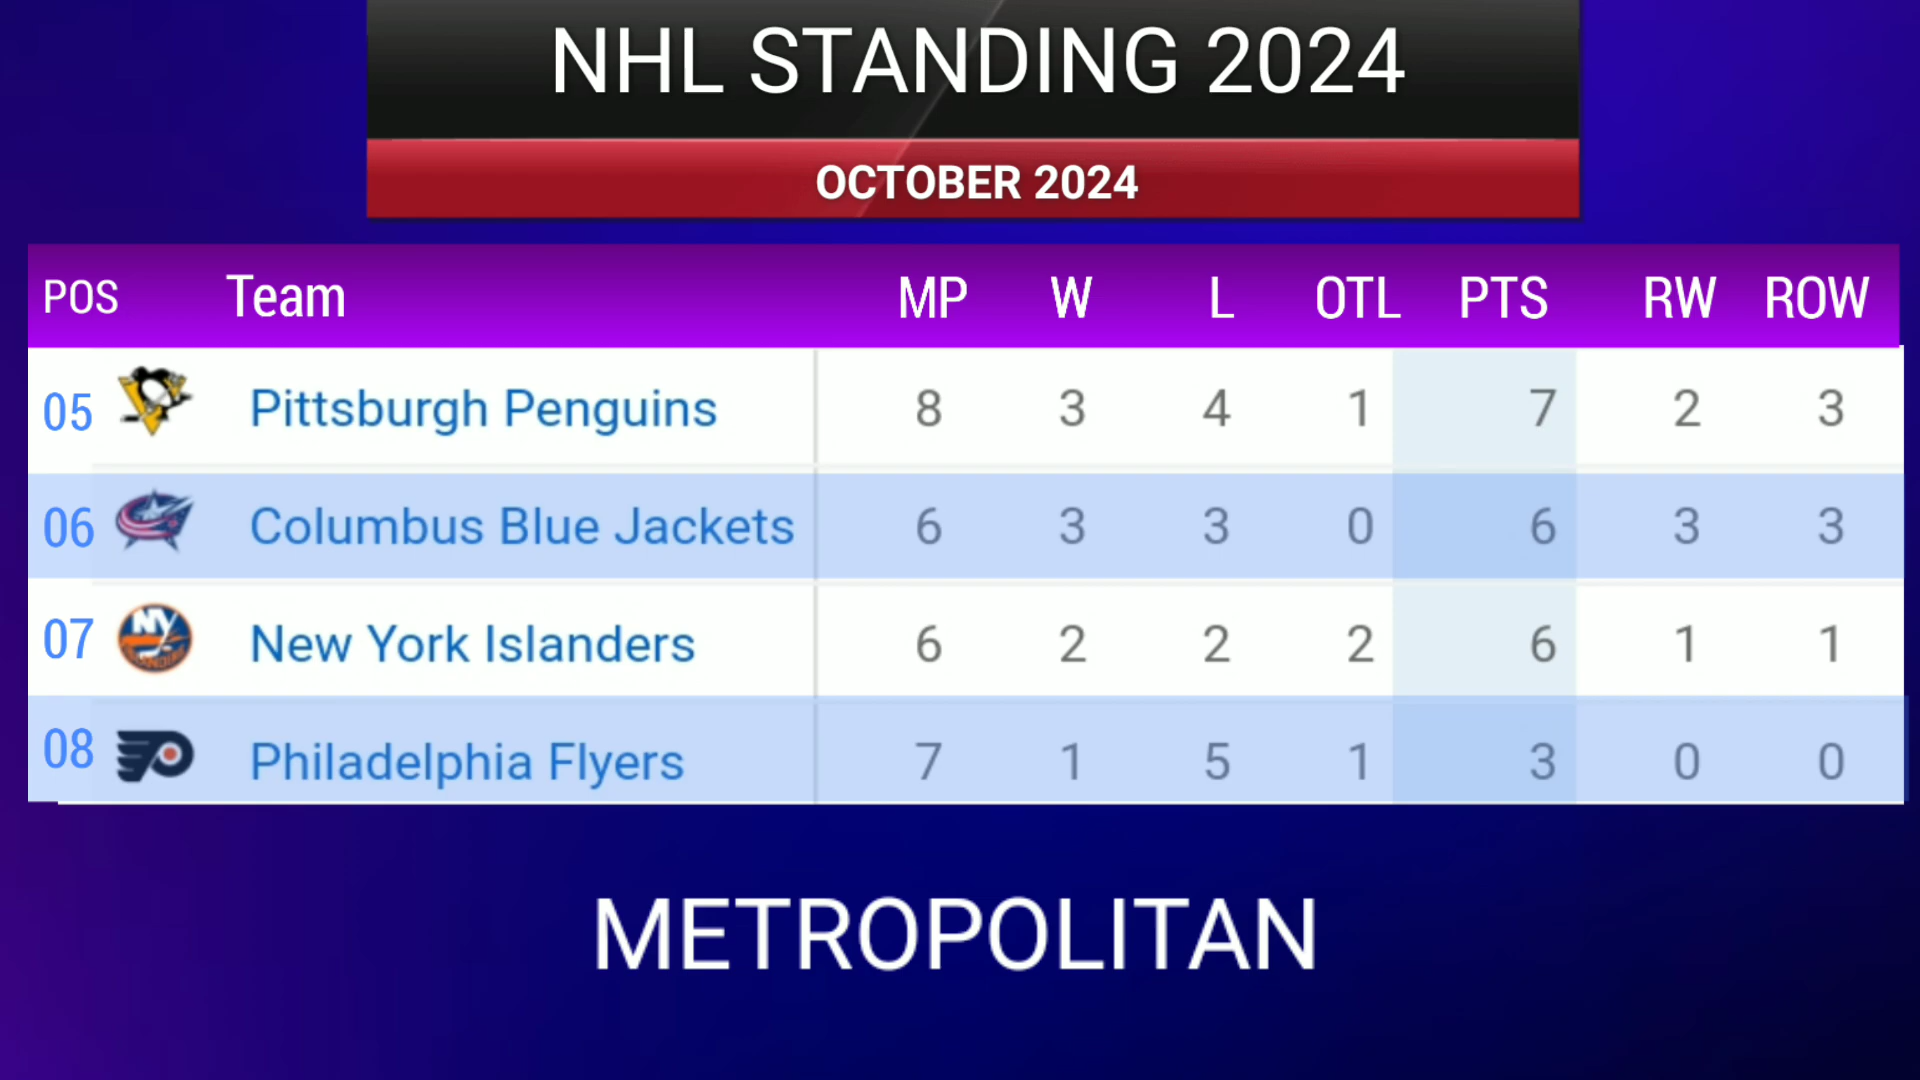 NHL STANDING 2024
OCTOBER 2024
POS Team MP W L OTL PTS RW ROW
05 Pittsburgh Penguins 8 3 4 1 7 2 3
06 Columbus Blue Jackets 6 3 3 0 6 3 3
07 NY New York Islanders 6 2 2 2 6 1 1
08 Philadelphia Flyers 7 1 5 1 3 0 0
METROPOLITAN